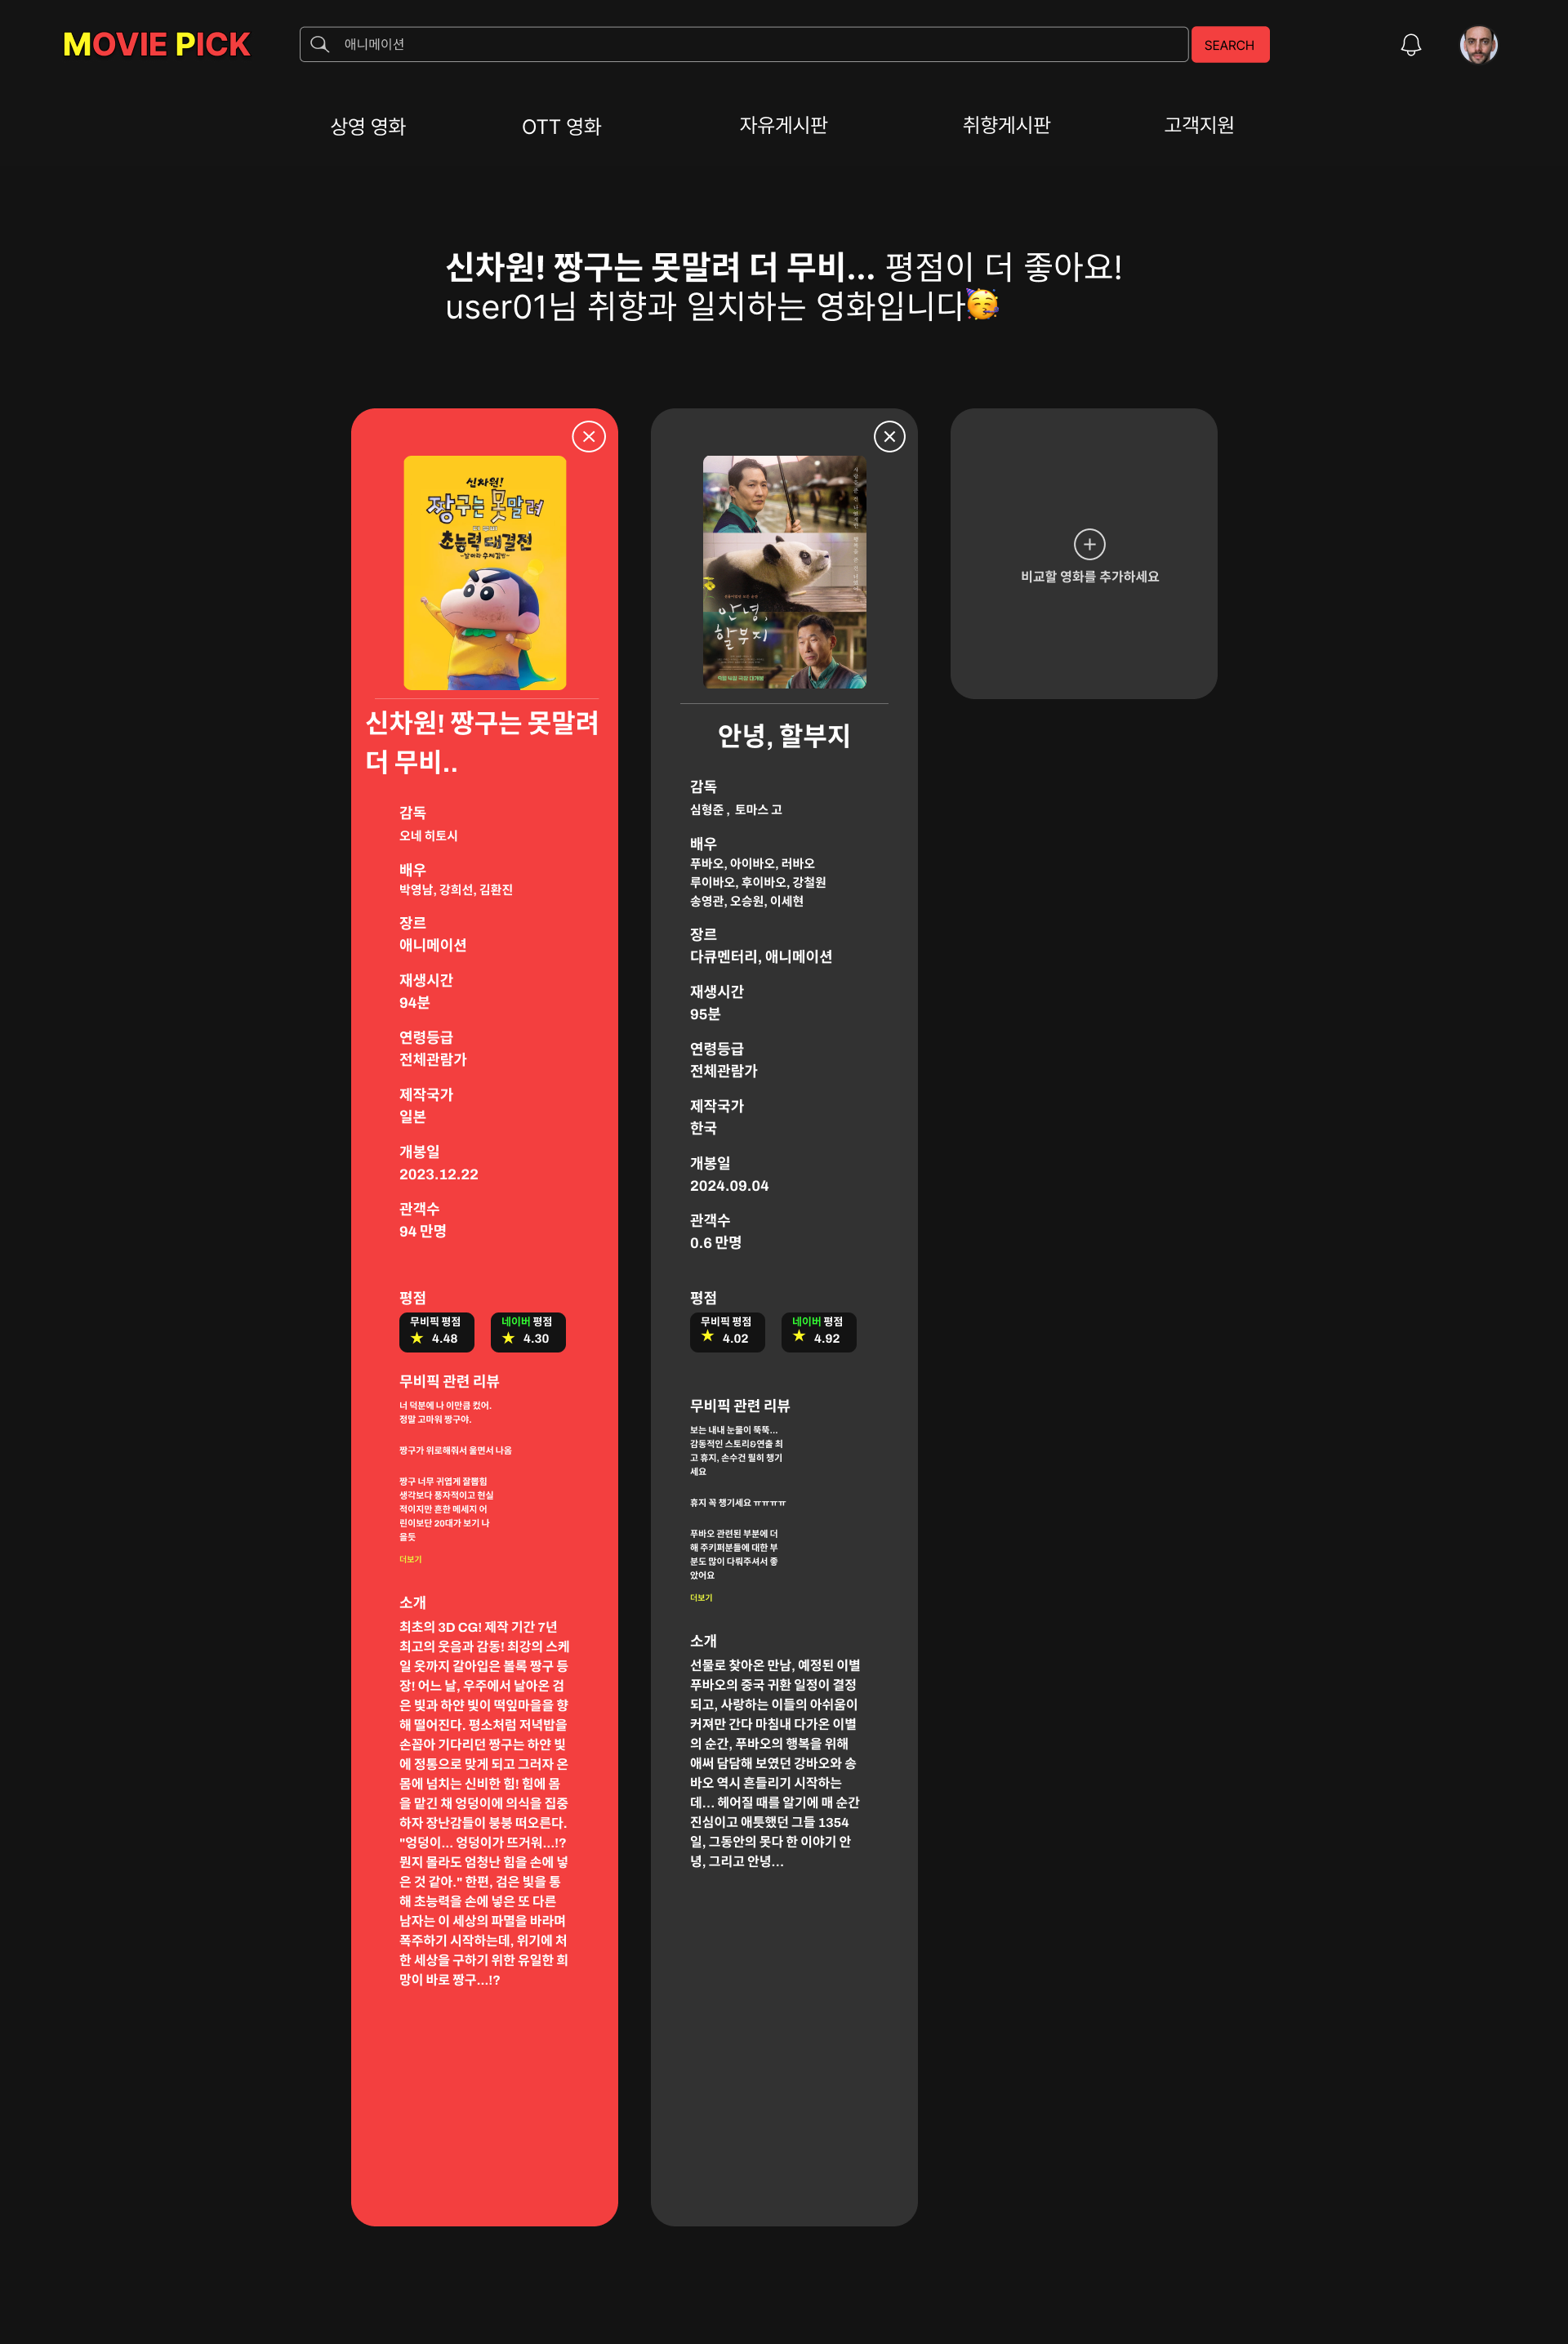 MOVIE PICK
애니메이션
SEARCH
상영 영화
OTT 영화
자유게시판
취향게시판
고객지원
신차원! 짱구는 못말려 더 무비... 평점이 더 좋아요!
user01님 취향과 일치하는 영화입니다🥳
신차원!
짱구는 못말려
초능력 대결전
신차원! 짱구는 못말려
더 무비..
감독
오네 히토시
배우
박영남, 강희선, 김환진
장르
애니메이션
재생시간
94분
연령등급
전체관람가
제작국가
일본
개봉일
2023.12.22
관객수
94 만명
평점
무비픽 평점
★ 4.48
네이버 평점
★ 4.30
무비픽 관련 리뷰
너 덕분에 나 이만큼 컸어.
정말 고마워 짱구야.
짱구가 위로해줘서 울면서 나옴
짱구 너무 귀엽게 잘뽑힘
생각보다 풍자적이고 현실
적이지만 흔한 메세지 어
린이보단 20대가 보기 나
을듯
더보기
소개
최초의 3D CG! 제작 기간 7년
최고의 웃음과 감동! 최강의 스케
일 옷까지 갈아입은 볼록 짱구 등
장! 어느 날, 우주에서 날아온 검
은 빛과 하얀 빛이 떡잎마을을 향
해 떨어진다. 평소처럼 저녁밥을
손꼽아 기다리던 짱구는 하얀 빛
에 정통으로 맞게 되고 그러자 온
몸에 넘치는 신비한 힘! 힘에 몸
을 맡긴 채 엉덩이에 의식을 집중
하자 장난감들이 붕붕 떠오른다.
"엉덩이... 엉덩이가 뜨거워...!?
뭔지 몰라도 엄청난 힘을 손에 넣
은 것 같아." 한편, 검은 빛을 통
해 초능력을 손에 넣은 또 다른
남자는 이 세상의 파멸을 바라며
폭주하기 시작하는데, 위기에 처
한 세상을 구하기 위한 유일한 희
망이 바로 짱구...!?
안녕,
할부지
안녕, 할부지
감독
심형준 , 토마스 고
배우
푸바오, 아이바오, 러바오
루이바오, 후이바오, 강철원
송영관, 오승원, 이세현
장르
다큐멘터리, 애니메이션
재생시간
95분
연령등급
전체관람가
제작국가
한국
개봉일
2024.09.04
관객수
0.6 만명
평점
무비픽 평점
★ 4.02
네이버 평점
★ 4.92
무비픽 관련 리뷰
보는 내내 눈물이 뚝뚝...
감동적인 스토리&연출 최
고 휴지, 손수건 필히 챙기
세요
휴지 꼭 챙기세요 ㅠㅠㅠㅠ
푸바오 관련된 부분에 더
해 주키퍼분들에 대한 부
분도 많이 다뤄주셔서 좋
았어요
더보기
소개
선물로 찾아온 만남, 예정된 이별
푸바오의 중국 귀환 일정이 결정
되고, 사랑하는 이들의 아쉬움이
커져만 간다 마침내 다가온 이별
의 순간, 푸바오의 행복을 위해
애써 담담해 보였던 강바오와 송
바오 역시 흔들리기 시작하는
데... 헤어질 때를 알기에 매 순간
진심이고 애틋했던 그들 1354
일, 그동안의 못다 한 이야기 안
녕, 그리고 안녕...
비교할 영화를 추가하세요